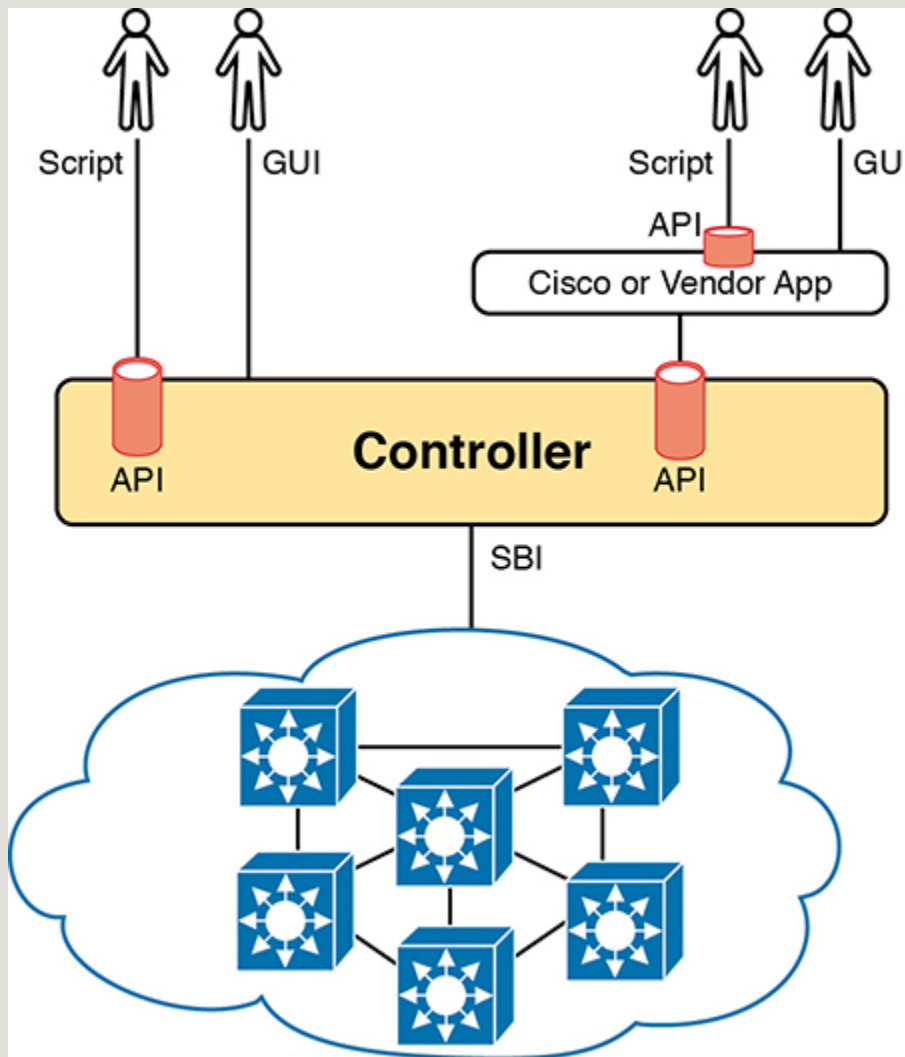 Script
GUI
Script
GU
API
Cisco or Vendor App
Controller
API
API
SBI